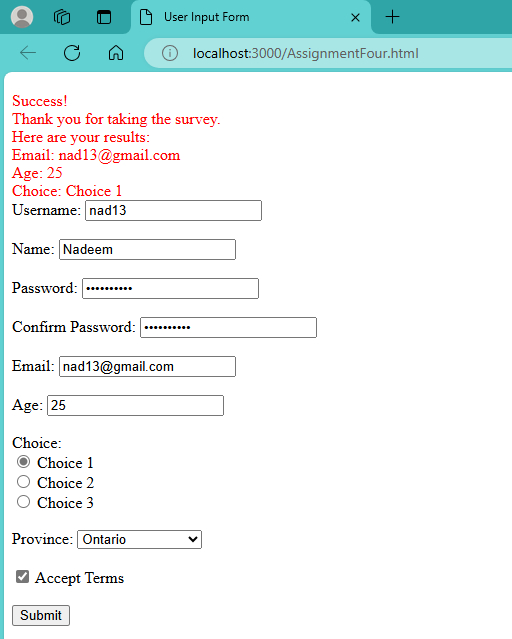 User Input Form
localhost:3000/AssignmentFour.html
Success!
Thank you for taking the survey.
Here are your results:
Email: nad13@gmail.com
Age: 25
Choice: Choice 1
Username: nad13
Name: Nadeem
Password: ••••••••••
Confirm Password: ••••••••••
Email: nad13@gmail.com
Age: 25
Choice:
Choice 1
Choice 2
Choice 3
Province: Ontario
Accept Terms
Submit